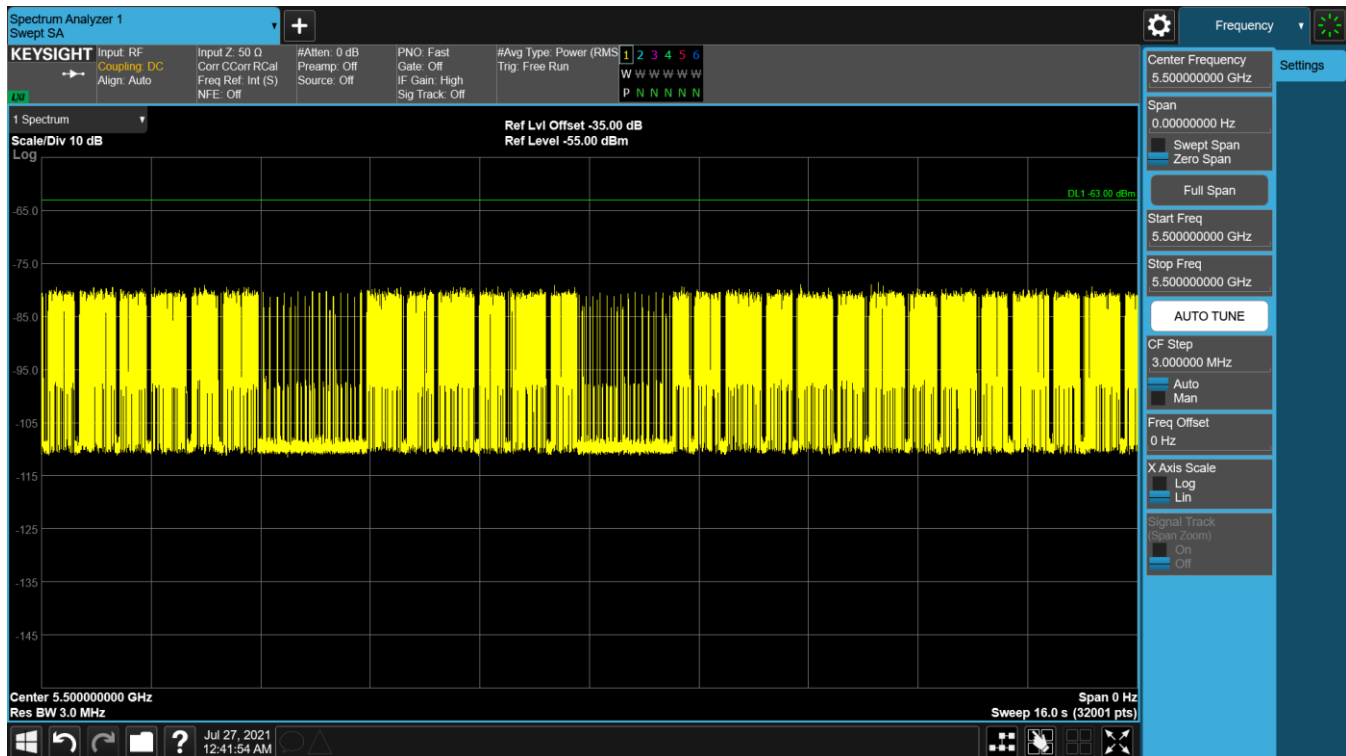 Spectrum Analyzer 1
Swept SA
Frequency
KEYSIGHT
LXI
Input: RF
Coupling: DC
Align: Auto
Input Z: 50 Ω
Corr CCorr RCal
Freq Ref: Int (S)
NFE: Off
#Atten: 0 dB
Preamp: Off
Source: Off
PNO: Fast
Gate: Off
IF Gain: High
Sig Track: Off
#Avg Type: Power (RMS
Trig: Free Run
1 2 3 4 5 6
W W W W W W
P N N N N N
1 Spectrum
Scale/Div 10 dB
Log
Ref Lvl Offset -35.00 dB
Ref Level -55.00 dBm
DL1 -63.00 dBm
-65.0
-75.0
-85.0
-95.0
-105
-115
-125
-135
-145
Center 5.500000000 GHz
Res BW 3.0 MHz
Span 0 Hz
Sweep 16.0 s (32001 pts)
Center Frequency
5.500000000 GHz
Span
0.00000000 Hz
Swept Span
Zero Span
Full Span
Start Freq
5.500000000 GHz
Stop Freq
5.500000000 GHz
AUTO TUNE
CF Step
3.000000 MHz
Auto
Man
Freq Offset
0 Hz
X Axis Scale
Log
Lin
Signal Track
(Span Zoom)
On
Off
Settings
?
Jul 27, 2021
12:41:54 AM